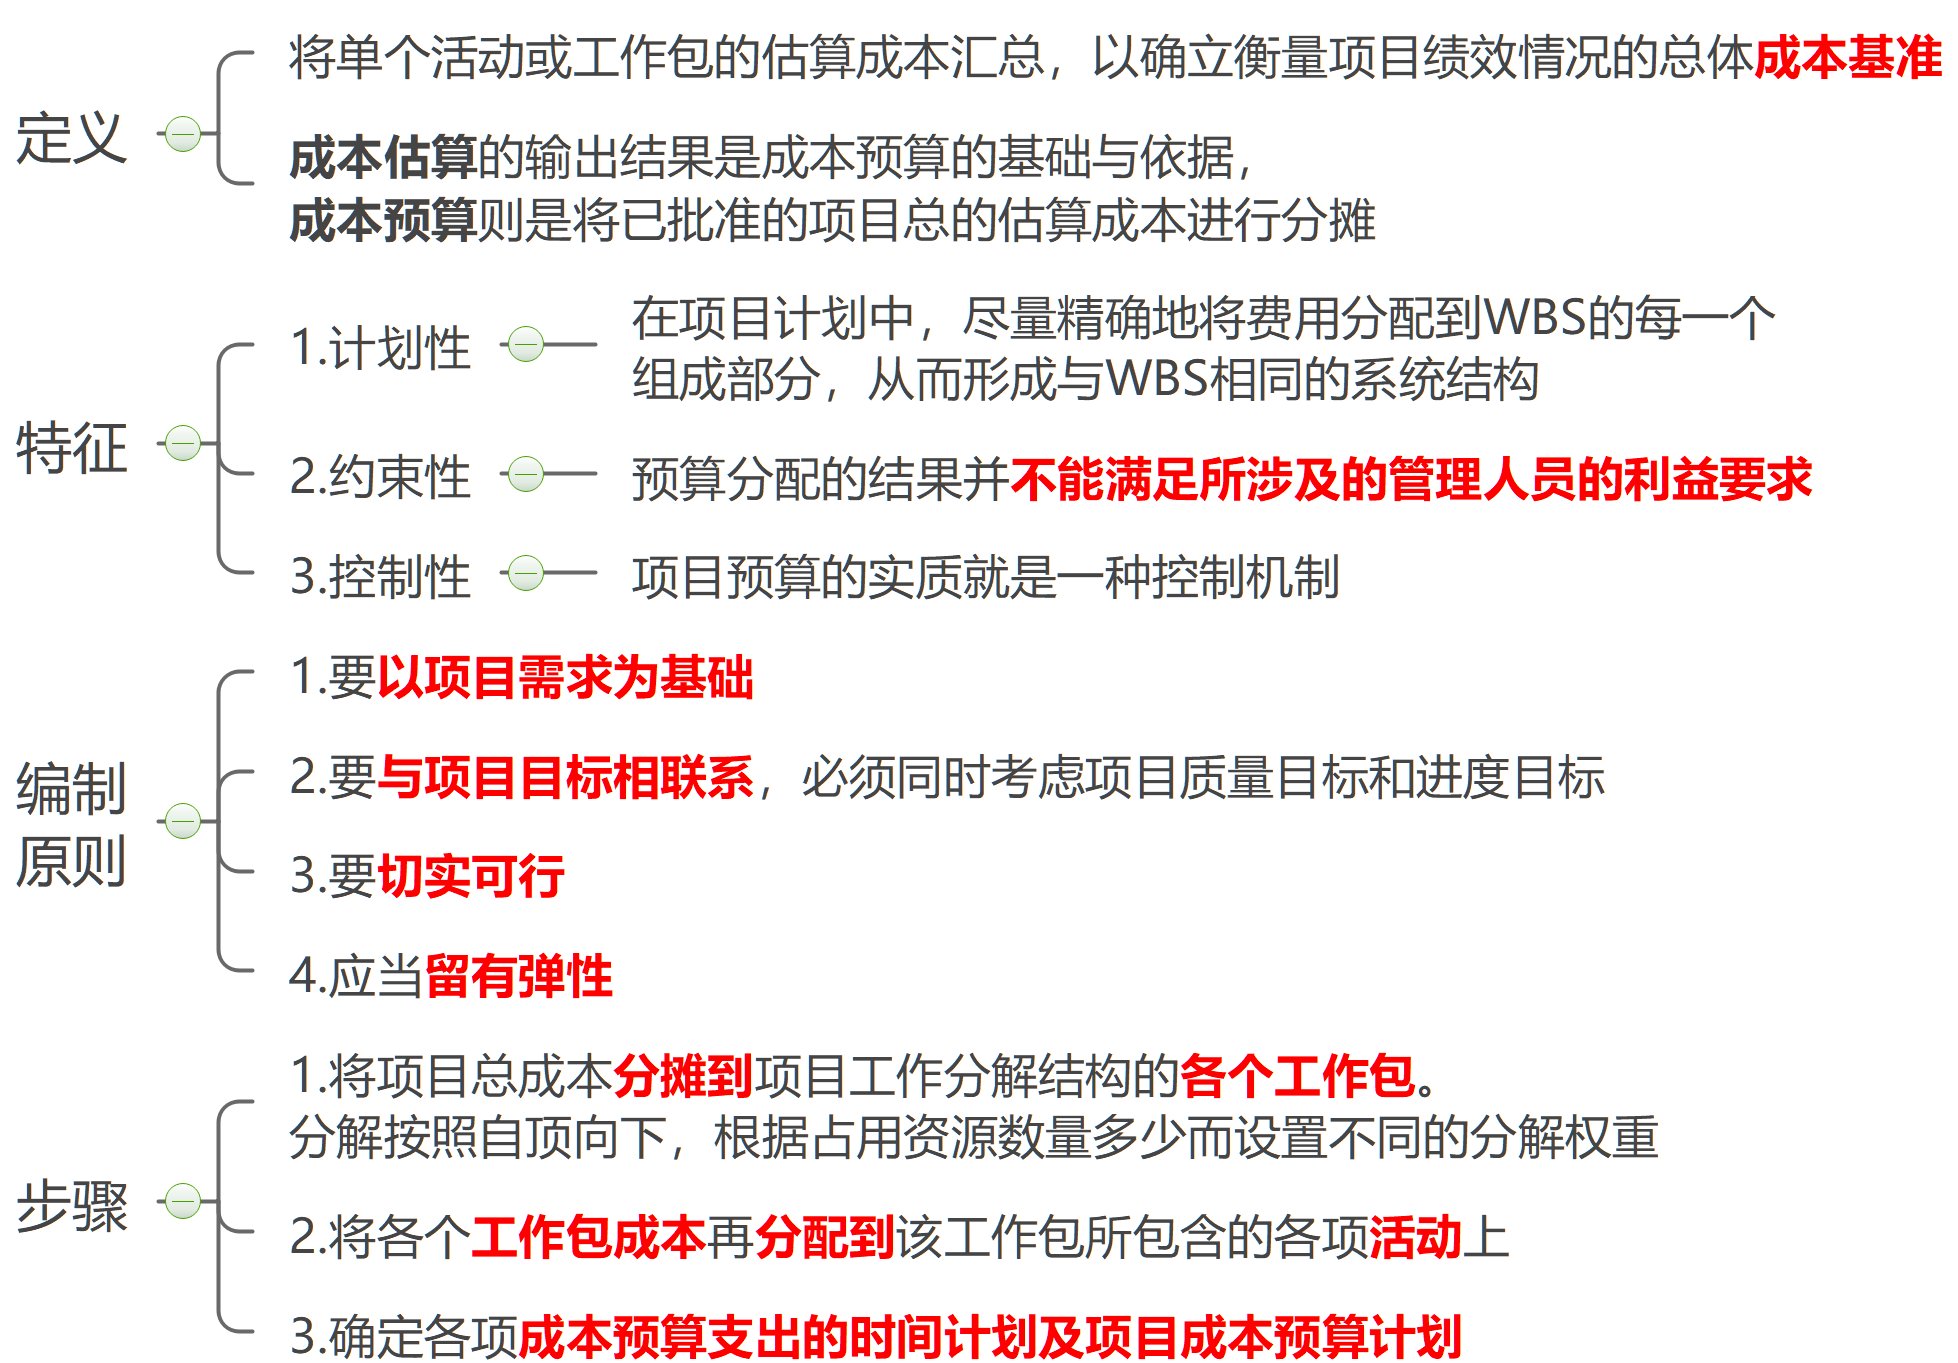 定义
将单个活动或工作包的估算成本汇总，以确立衡量项目绩效情况的总体成本基准
成本估算的输出结果是成本预算的基础与依据，
成本预算则是将已批准的项目总的估算成本进行分摊
特征
1.计划性
在项目计划中，尽量精确地将费用分配到WBS的每一个
组成部分，从而形成与WBS相同的系统结构
2.约束性
预算分配的结果并不能满足所涉及的管理人员的利益要求
3.控制性
项目预算的实质就是一种控制机制
编制
原则
1.要以项目需求为基础
2.要与项目目标相联系，必须同时考虑项目质量目标和进度目标
3.要切实可行
4.应当留有弹性
步骤
1.将项目总成本分摊到项目工作分解结构的各个工作包。
分解按照自顶向下，根据占用资源数量多少而设置不同的分解权重
2.将各个工作包成本再分配到该工作包所包含的各项活动上
3.确定各项成本预算支出的时间计划及项目成本预算计划